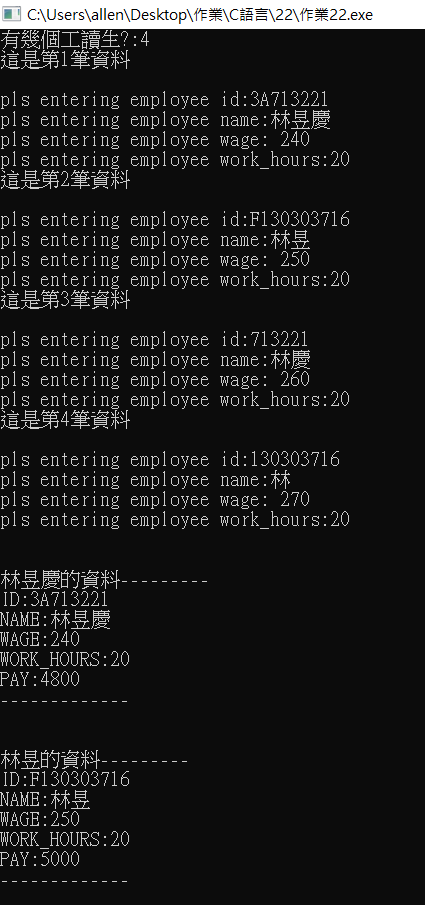 C:\Users\allen\Desktop\作業\C語言\22\作業22.exe
有幾個工讀生?:4
這是第1筆資料
pls entering employee id:3A713221
pls entering employee name:林昱慶
pls entering employee wage: 240
pls entering employee work_hours:20
這是第2筆資料
pls entering employee id:F130303716
pls entering employee name:林昱
pls entering employee wage: 250
pls entering employee work_hours:20
這是第3筆資料
pls entering employee id:713221
pls entering employee name:林慶
pls entering employee wage: 260
pls entering employee work_hours:20
這是第4筆資料
pls entering employee id:130303716
pls entering employee name:林
pls entering employee wage: 270
pls entering employee work_hours:20
林昱慶的資料---------
ID:3A713221
NAME:林昱慶
WAGE:240
WORK_HOURS:20
PAY:4800
-------------
林昱的資料---------
ID:F130303716
NAME:林昱
WAGE:250
WORK_HOURS:20
PAY:5000
-------------